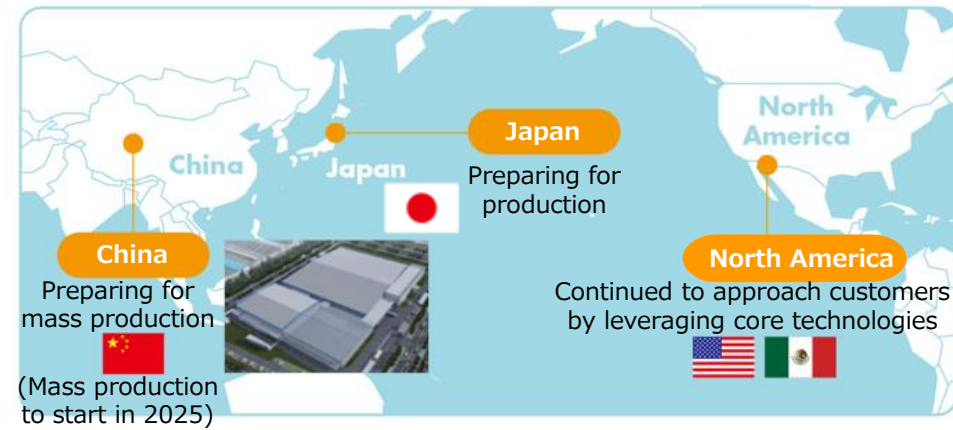 North
America
China
Japan
Japan
Preparing for
production
China
Preparing for
mass production
(Mass production
to start in 2025)
North America
Continued to approach customers
by leveraging core technologies